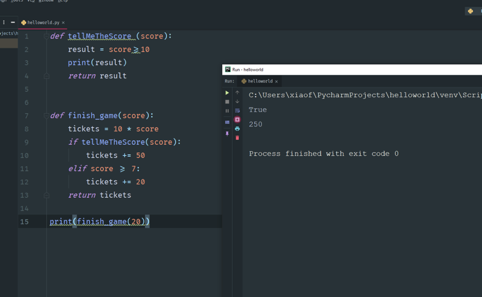 helloworld.py
1 def tellMeTheScore (score):
2 result = score>=10
3 print(result)
4 return result
5
6
7 def finish_game(score):
8 tickets = 10 * score
9 if tellMeTheScore(score):
10 tickets += 50
11 elif score >= 7:
12 tickets += 20
13 return tickets
14
15 print(finish_game(20))
Run - helloworld
Run: helloworld
C:\Users\xiaof\PycharmProjects\helloworld\venv\Scrip
True
250
Process finished with exit code 0